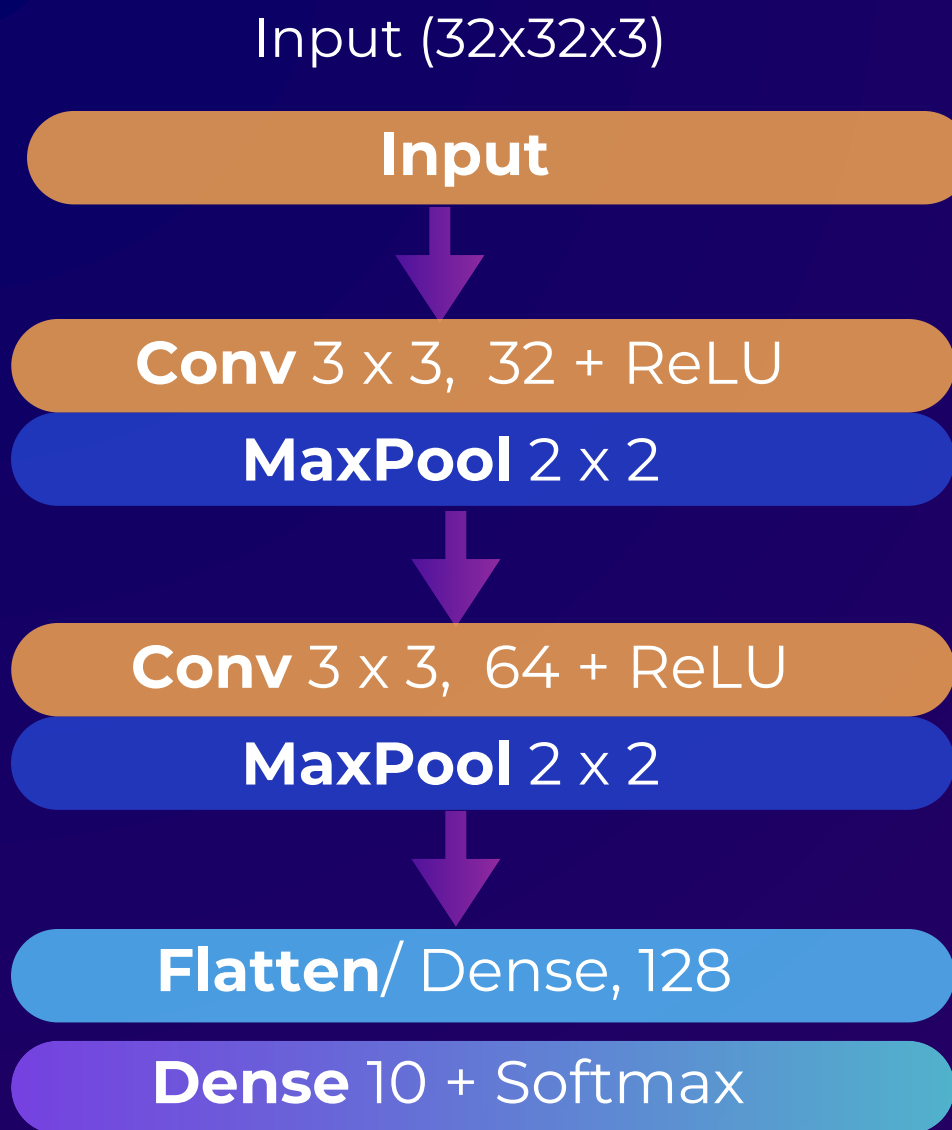 Input (32x32x3)
Input
Conv 3 x 3, 32 + ReLU
MaxPool 2 x 2
Conv 3 x 3, 64 + ReLU
MaxPool 2 x 2
Flatten/ Dense, 128
Dense 10 + Softmax